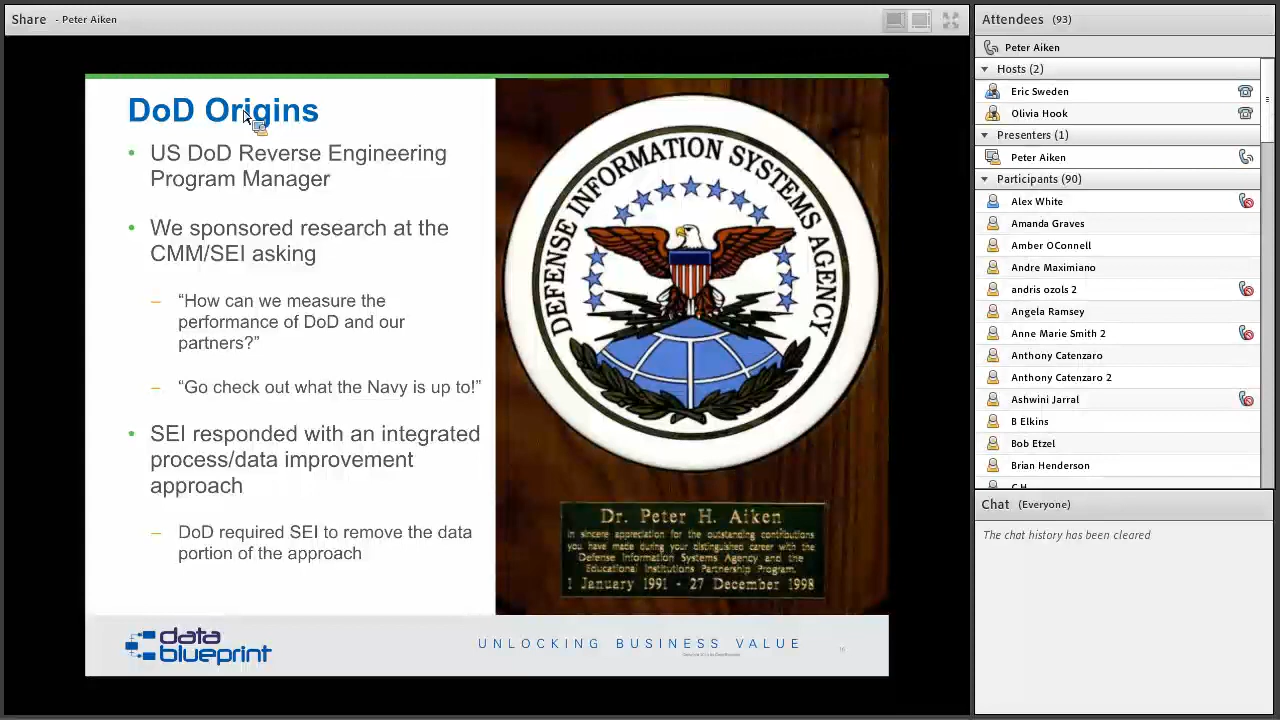 Share - Peter Aiken
DoD Origins
• US DoD Reverse Engineering
Program Manager
• We sponsored research at the
CMM/SEI asking
– “How can we measure the
performance of DoD and our
partners?”
– “Go check out what the Navy is up to!”
• SEI responded with an integrated
process/data improvement
approach
– DoD required SEI to remove the data
portion of the approach
DEFENSE INFORMATION SYSTEMS AGENCY
Dr. Peter H. Aiken
In sincere appreciation for the outstanding contributions
you have made during your distinguished career with the
Defense Information Systems Agency and the
Educational Institutions Partnership Program.
1 January 1991 - 27 December 1998
data
blueprint
UNLOCKING BUSINESS VALUE
Attendees (93)
Peter Aiken
Hosts (2)
Eric Sweden
Olivia Hook
Presenters (1)
Peter Aiken
Participants (90)
Alex White
Amanda Graves
Amber OConnell
Andre Maximiano
andris ozols 2
Angela Ramsey
Anne Marie Smith 2
Anthony Catenzaro
Anthony Catenzaro 2
Ashwini Jarral
B Elkins
Bob Etzel
Brian Henderson
Chat (Everyone)
The chat history has been cleared